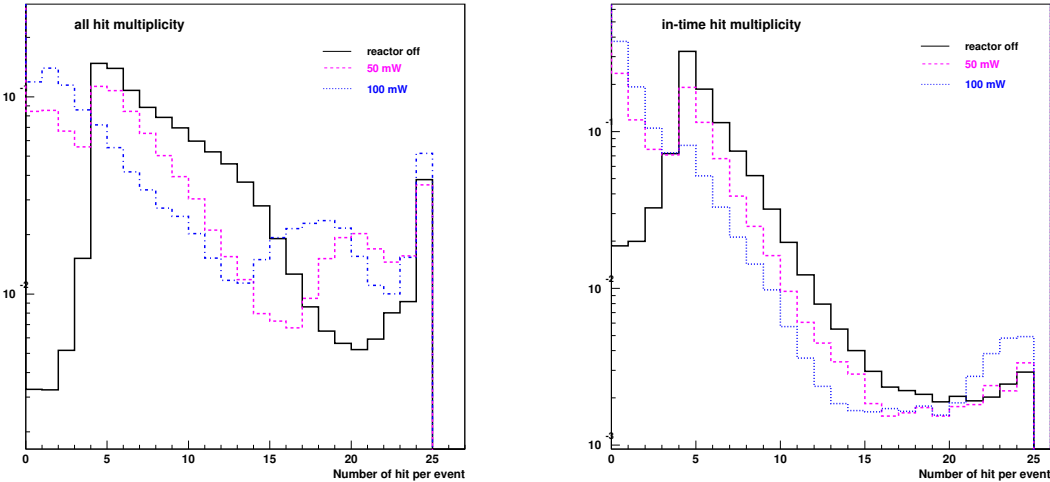 all hit multiplicity
reactor off
50 mW
100 mW
10 -1
10 -2
0 5 10 15 20 25
Number of hit per event
in-time hit multiplicity
reactor off
50 mW
100 mW
10 -1
10 -2
10 -3
0 5 10 15 20 25
Number of hit per event